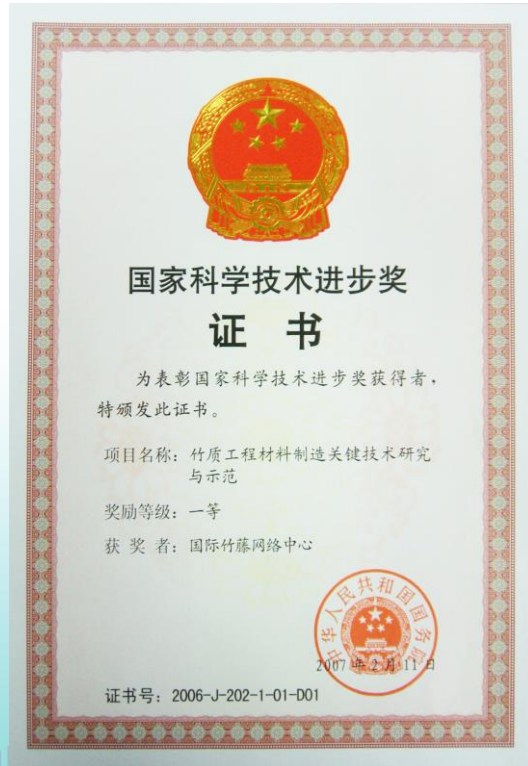 国家科学技术进步奖
证 书
为表彰国家科学技术进步奖获得者，
特颁发此证书。
项目名称：竹质工程材料制造关键技术研究
与示范
奖励等级：一等
获 奖 者：国际竹藤网络中心
中华人民共和国国务院
2007年2月11日
证书号：2006-J-202-1-01-D01